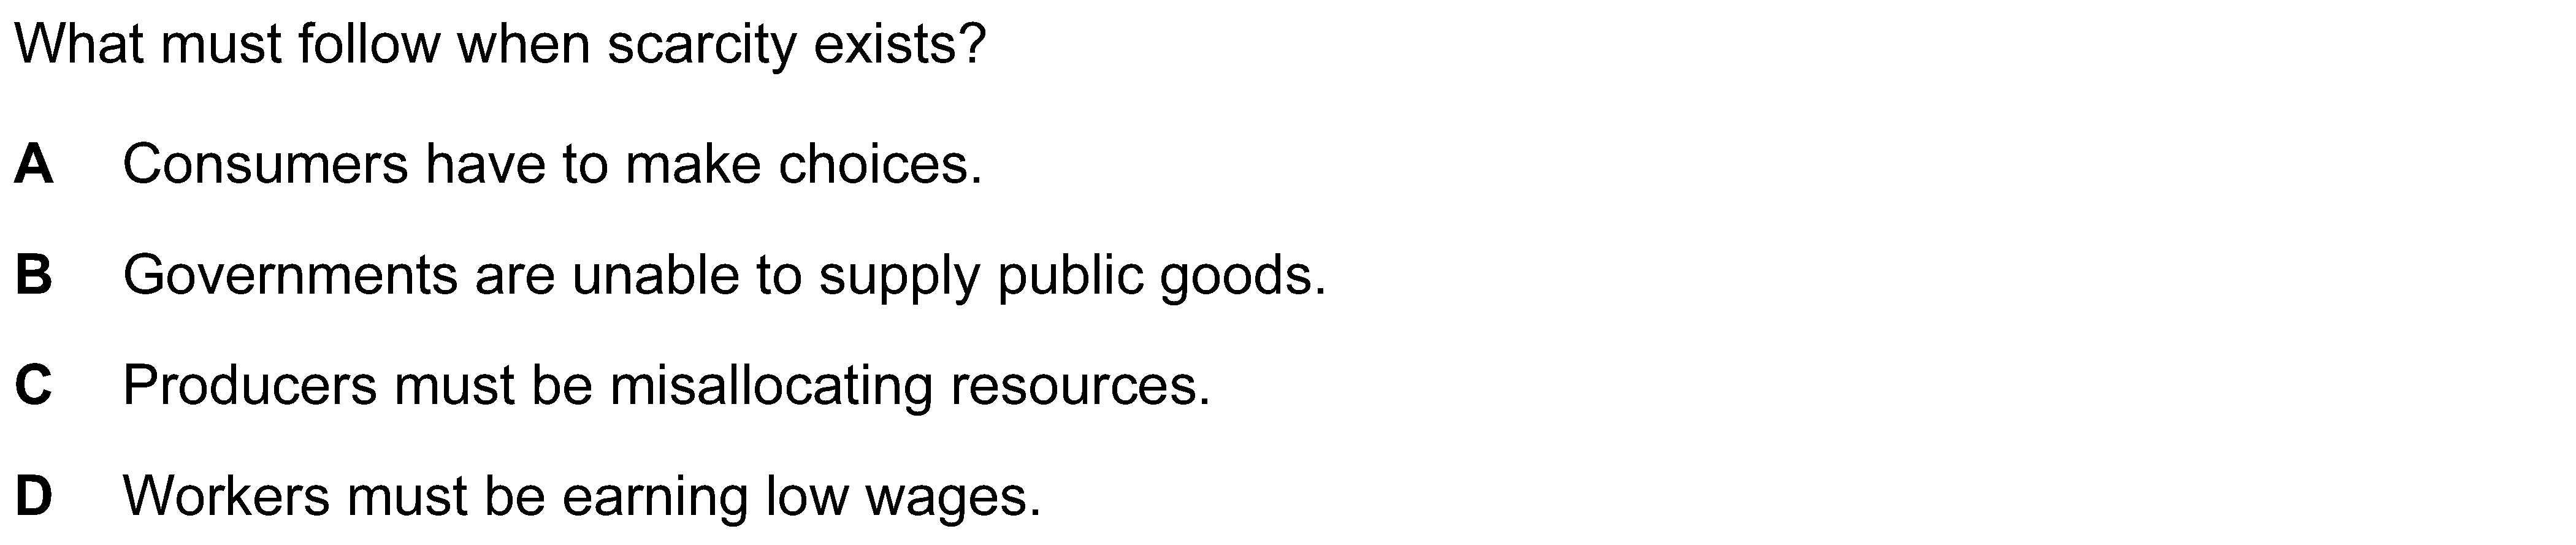 What must follow when scarcity exists?
A Consumers have to make choices.
B Governments are unable to supply public goods.
C Producers must be misallocating resources.
D Workers must be earning low wages.